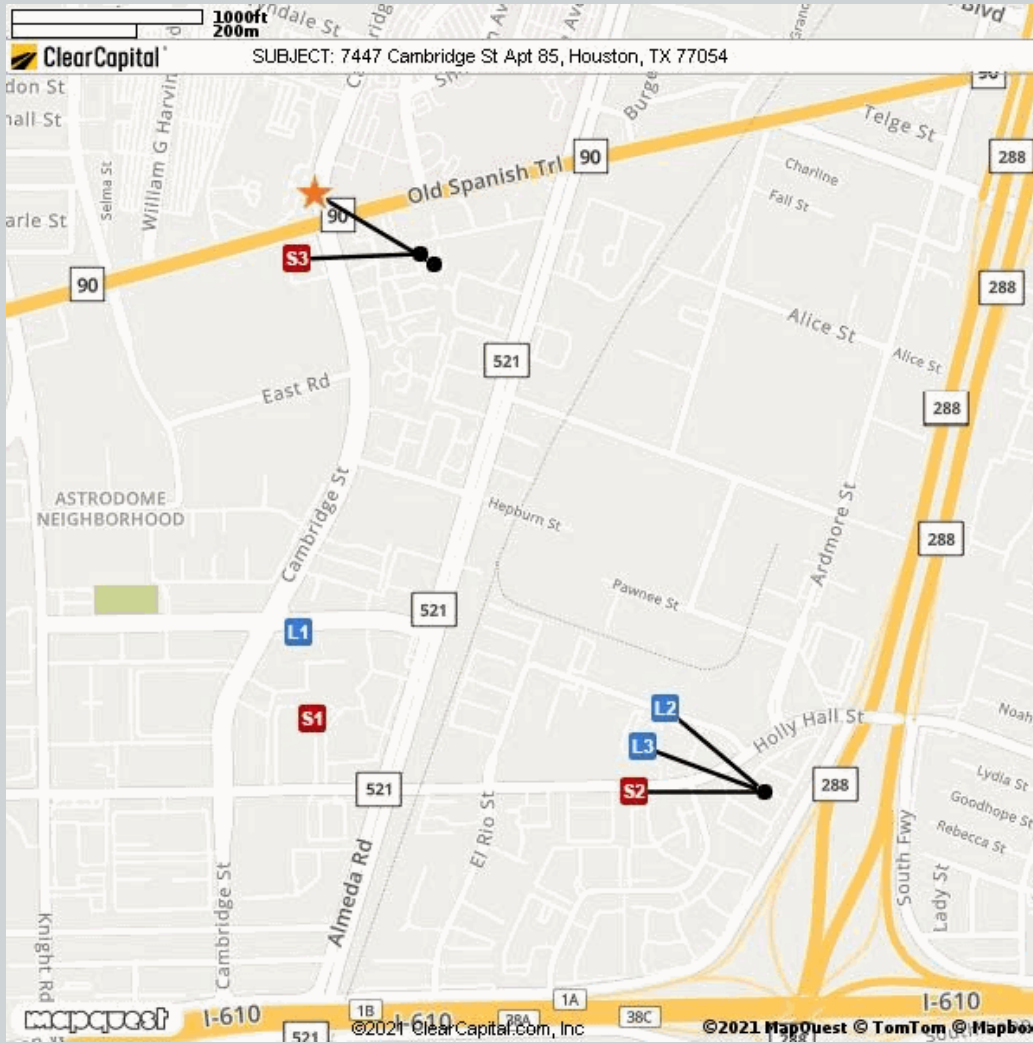 1000ft
200m
Blvd
ClearCapital
SUBJECT: 7447 Cambridge St Apt 85, Houston, TX 77054
90
don St
hall St
William G Harvin
Burge
Telge St
288
Selma St
Old Spanish Trl
90
Charline
Fall St
arle St
90
S3
90
288
521
Alice St
Alice St
East Rd
288
ASTRODOME
NEIGHBORHOOD
Cambridge St
Hepburn St
Ardmore St
288
Pawnee St
521
L1
L2
S1
L3
Holly Hall St
Noah
S2
521
288
Lydia St
Goodhope St
Rebecca St
El Rio St
South Fwy
Lady St
Almeda Rd
Cambridge St
Knight Rd
mapquest
I-610
1B
I-610
1A
38A
38C
I-610
521
©2021 ClearCapital.com, Inc
288
©2021 MapQuest © TomTom © Mapbox